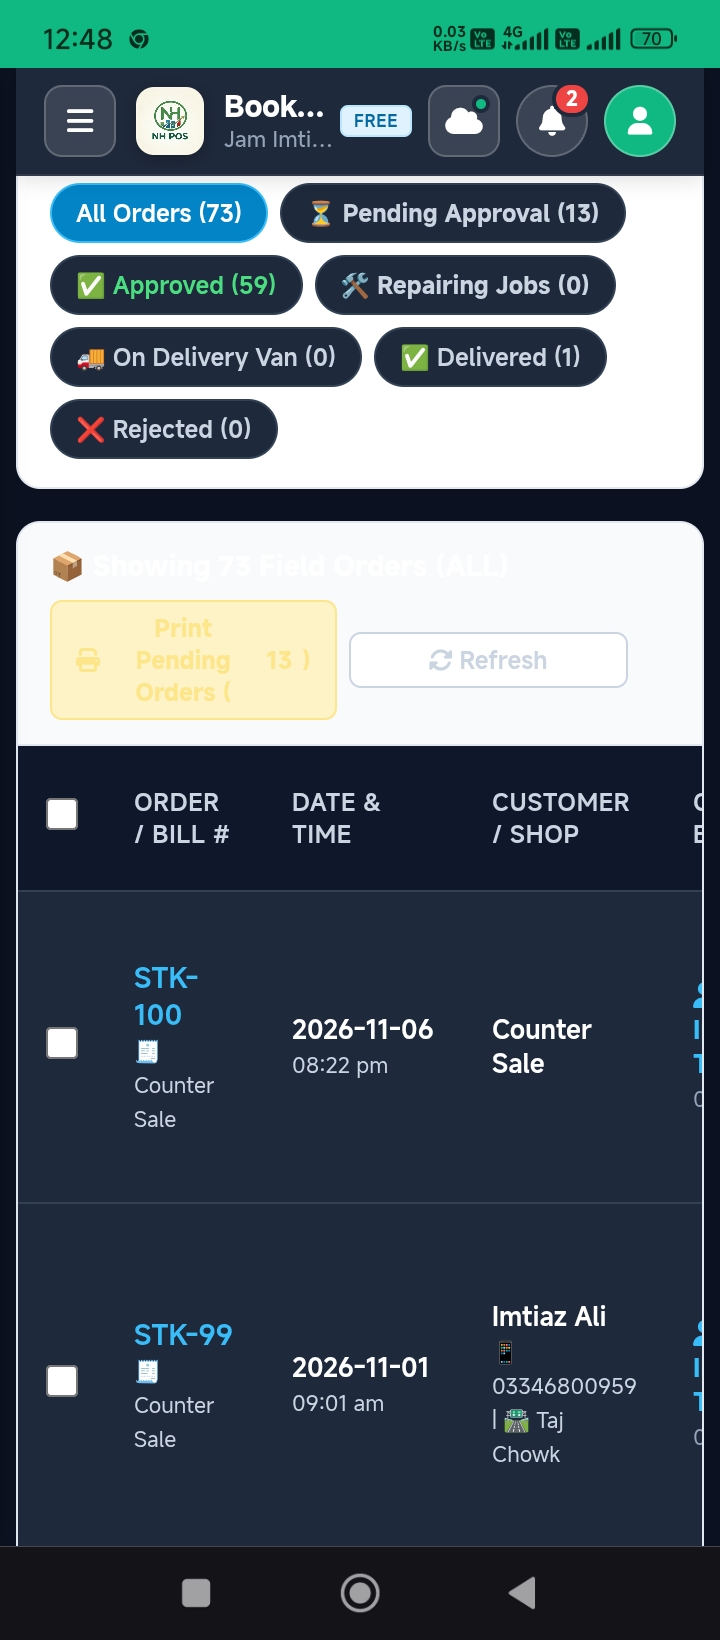 12:48
0.03 KB/s VoLTE 4G VoLTE 70
NH POS
Book... FREE 2
Jam Imti...
All Orders (73) ⏳ Pending Approval (13)
✅ Approved (59) 🛠️ Repairing Jobs (0)
🚚 On Delivery Van (0) ✅ Delivered (1)
❌ Rejected (0)
📦 Showing 73 Field Orders (ALL)
Print
Pending 13 )
Orders (
Refresh
ORDER
/ BILL #
DATE &
TIME
CUSTOMER
/ SHOP
STK-
100
🧾
Counter
Sale
2026-11-06
08:22 pm
Counter
Sale
STK-99
🧾
Counter
Sale
2026-11-01
09:01 am
Imtiaz Ali
📱
03346800959
| 🛣️ Taj
Chowk